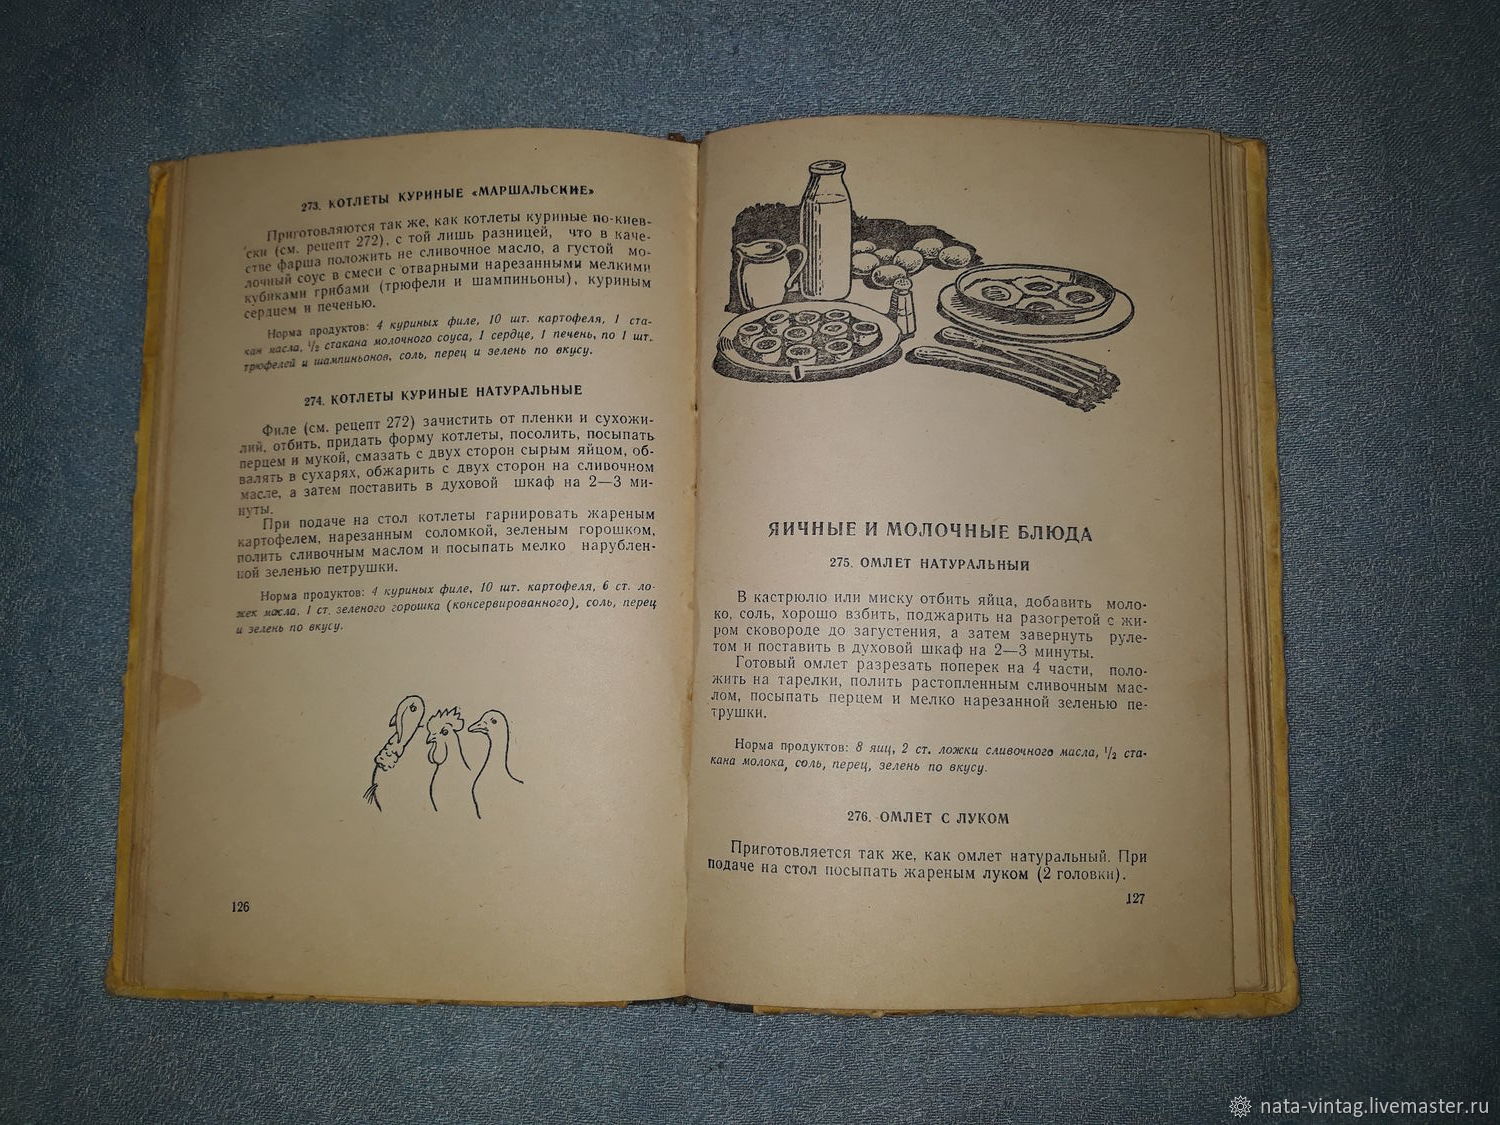 273. КОТЛЕТЫ КУРИНЫЕ «МАРШАЛЬСКИЕ»
Приготовляются так же, как котлеты куриные по-киев-
ски (см. рецепт 272), с той лишь разницей, что в каче-
стве фарша положить не сливочное масло, а густой мо-
лочный соус в смеси с отварными нарезанными мелкими
кубиками грибами (трюфели и шампиньоны), куриным
сердцем и печенью.
Норма продуктов: 4 куриных филе, 10 шт. картофеля, 1 ста-
кан масла, ½ стакана молочного соуса, 1 сердце, 1 печень, по 1 шт.
трюфелей и шампиньонов, соль, перец и зелень по вкусу.
274. КОТЛЕТЫ КУРИНЫЕ НАТУРАЛЬНЫЕ
Филе (см. рецепт 272) зачистить от пленки и сухожи-
лий, отбить, придать форму котлеты, посолить, посыпать
перцем и мукой, смазать с двух сторон сырым яйцом, об-
валять в сухарях, обжарить с двух сторон на сливочном
масле, а затем поставить в духовой шкаф на 2—3 ми-
нуты.
При подаче на стол котлеты гарнировать жареным
картофелем, нарезанным соломкой, зеленым горошком,
полить сливочным маслом и посыпать мелко нарублен-
ной зеленью петрушки.
Норма продуктов: 4 куриных филе, 10 шт. картофеля, 6 ст. ло-
жек масла, 1 ст. зеленого горошка (консервированного), соль, перец
и зелень по вкусу.
126
ЯИЧНЫЕ И МОЛОЧНЫЕ БЛЮДА
275. ОМЛЕТ НАТУРАЛЬНЫЙ
В кастрюлю или миску отбить яйца, добавить моло-
ко, соль, хорошо взбить, поджарить на разогретой с жи-
ром сковороде до загустения, а затем завернуть руле-
том и поставить в духовой шкаф на 2—3 минуты.
Готовый омлет разрезать поперек на 4 части, поло-
жить на тарелки, полить растопленным сливочным мас-
лом, посыпать перцем и мелко нарезанной зеленью пе-
трушки.
Норма продуктов: 8 яиц, 2 ст. ложки сливочного масла, ½ ста-
кана молока, соль, перец, зелень по вкусу.
276. ОМЛЕТ С ЛУКОМ
Приготовляется так же, как омлет натуральный. При
подаче на стол посыпать жареным луком (2 головки).
127
nata-vintag.livemaster.ru